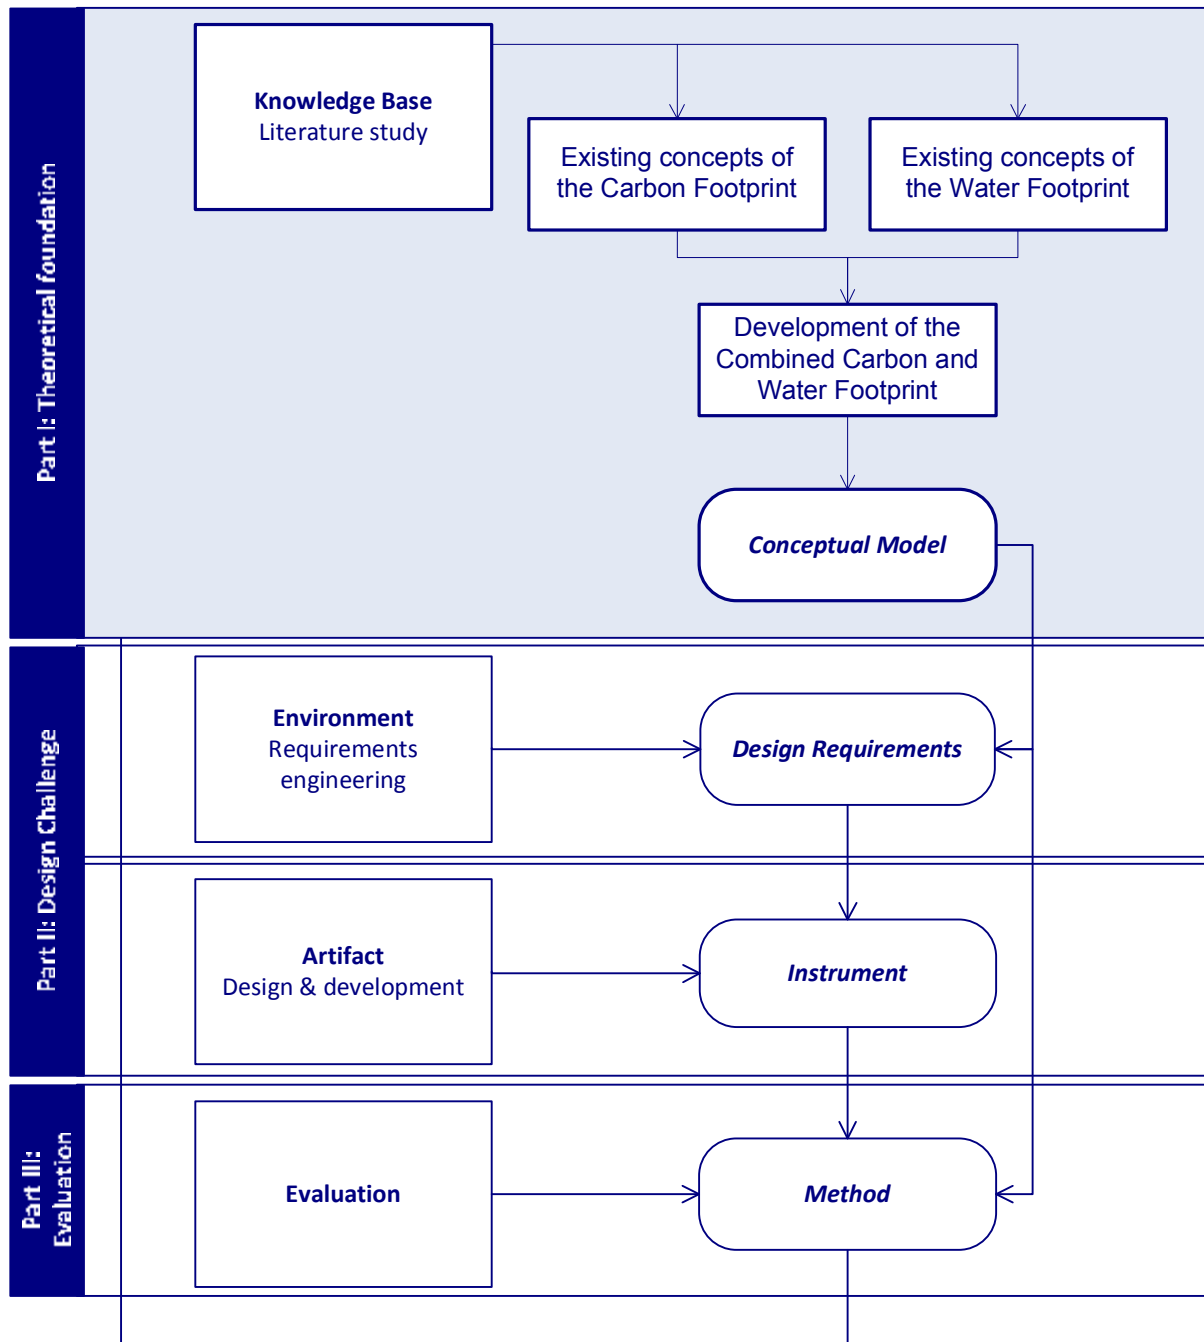 Part I: Theoretical foundation
Knowledge Base
Literature study
Existing concepts of
the Carbon Footprint
Existing concepts of
the Water Footprint
Development of the
Combined Carbon and
Water Footprint
Conceptual Model
Part II: Design Challenge
Environment
Requirements
engineering
Design Requirements
Artifact
Design & development
Instrument
Part III:
Evaluation
Evaluation
Method